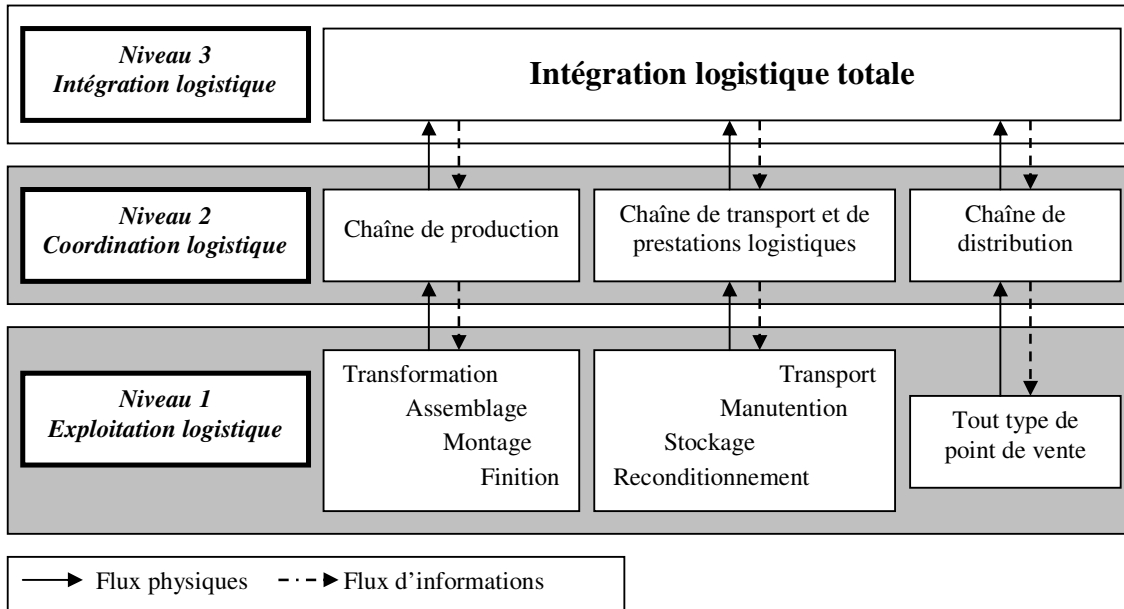 Niveau 3
Intégration logistique
Intégration logistique totale
Niveau 2
Coordination logistique
Chaîne de production
Chaîne de transport et de
prestations logistiques
Chaîne de
distribution
Niveau 1
Exploitation logistique
Transformation
Assemblage
Montage
Finition
Transport
Manutention
Stockage
Reconditionnement
Tout type de
point de vente
Flux physiques
Flux d'informations